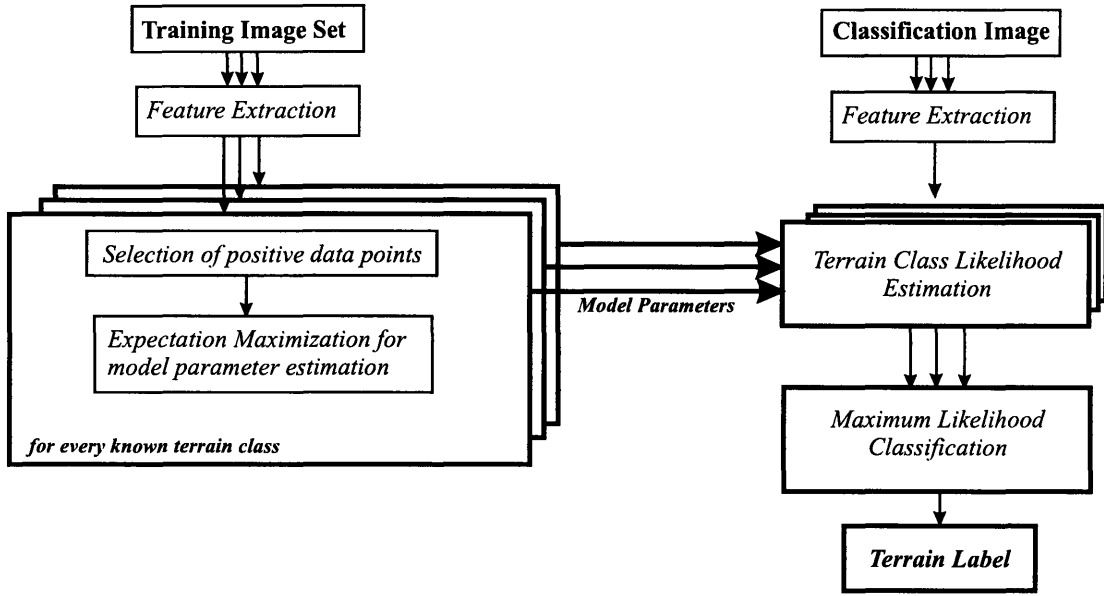 Training Image Set
Feature Extraction
Selection of positive data points
Expectation Maximization for
model parameter estimation
for every known terrain class
Model Parameters
Classification Image
Feature Extraction
Terrain Class Likelihood
Estimation
Maximum Likelihood
Classification
Terrain Label